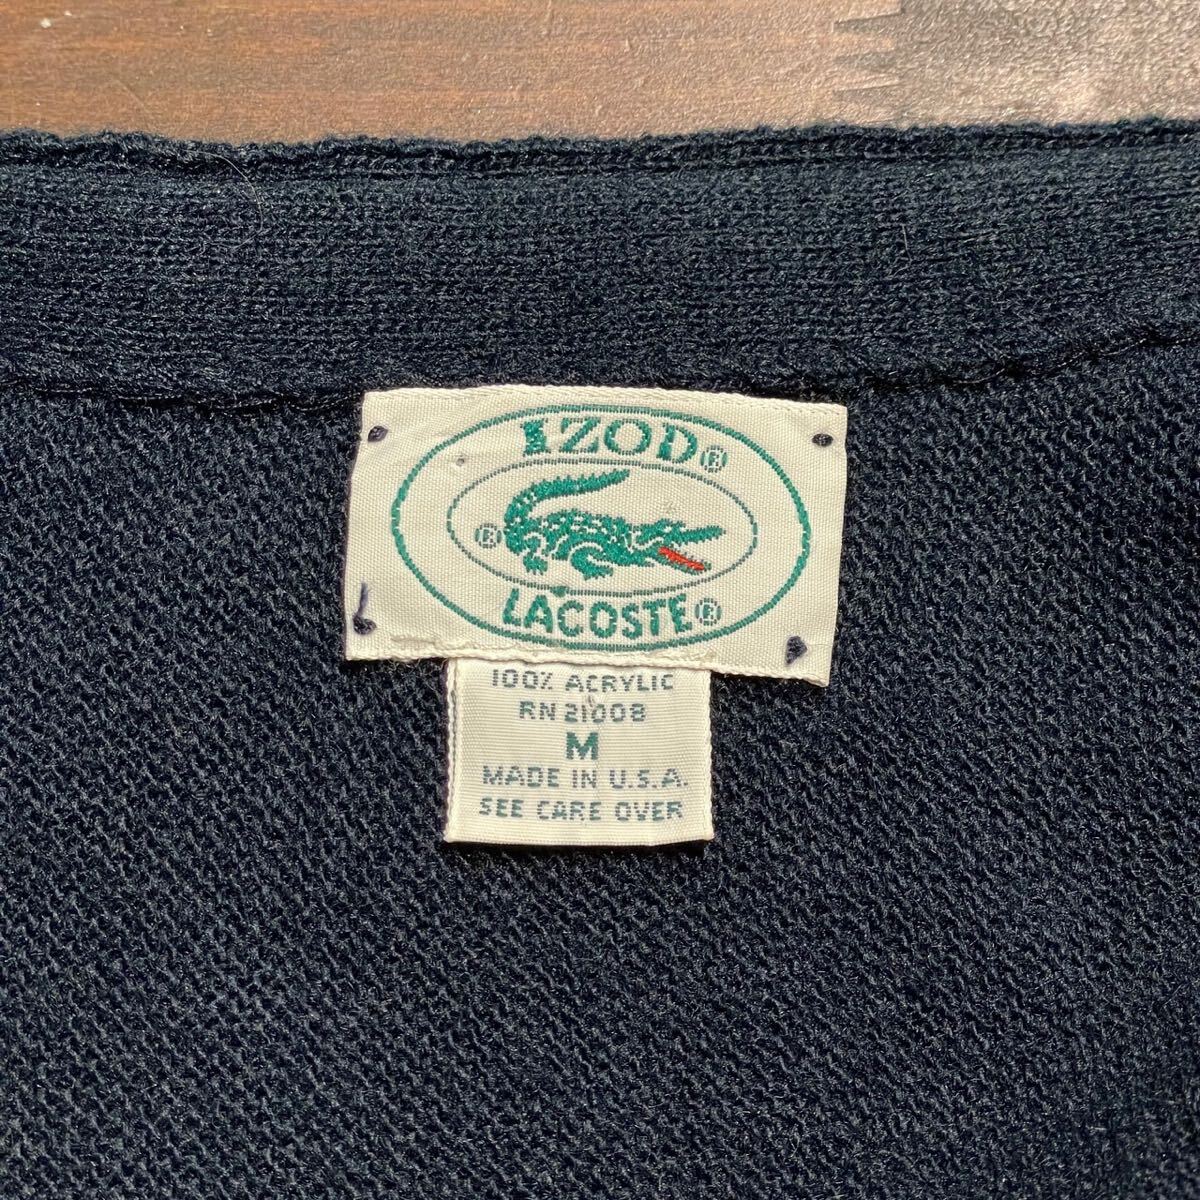 IZOD®
®
LACOSTE®
100% ACRYLIC
RN 21008
M
MADE IN U.S.A.
SEE CARE OVER